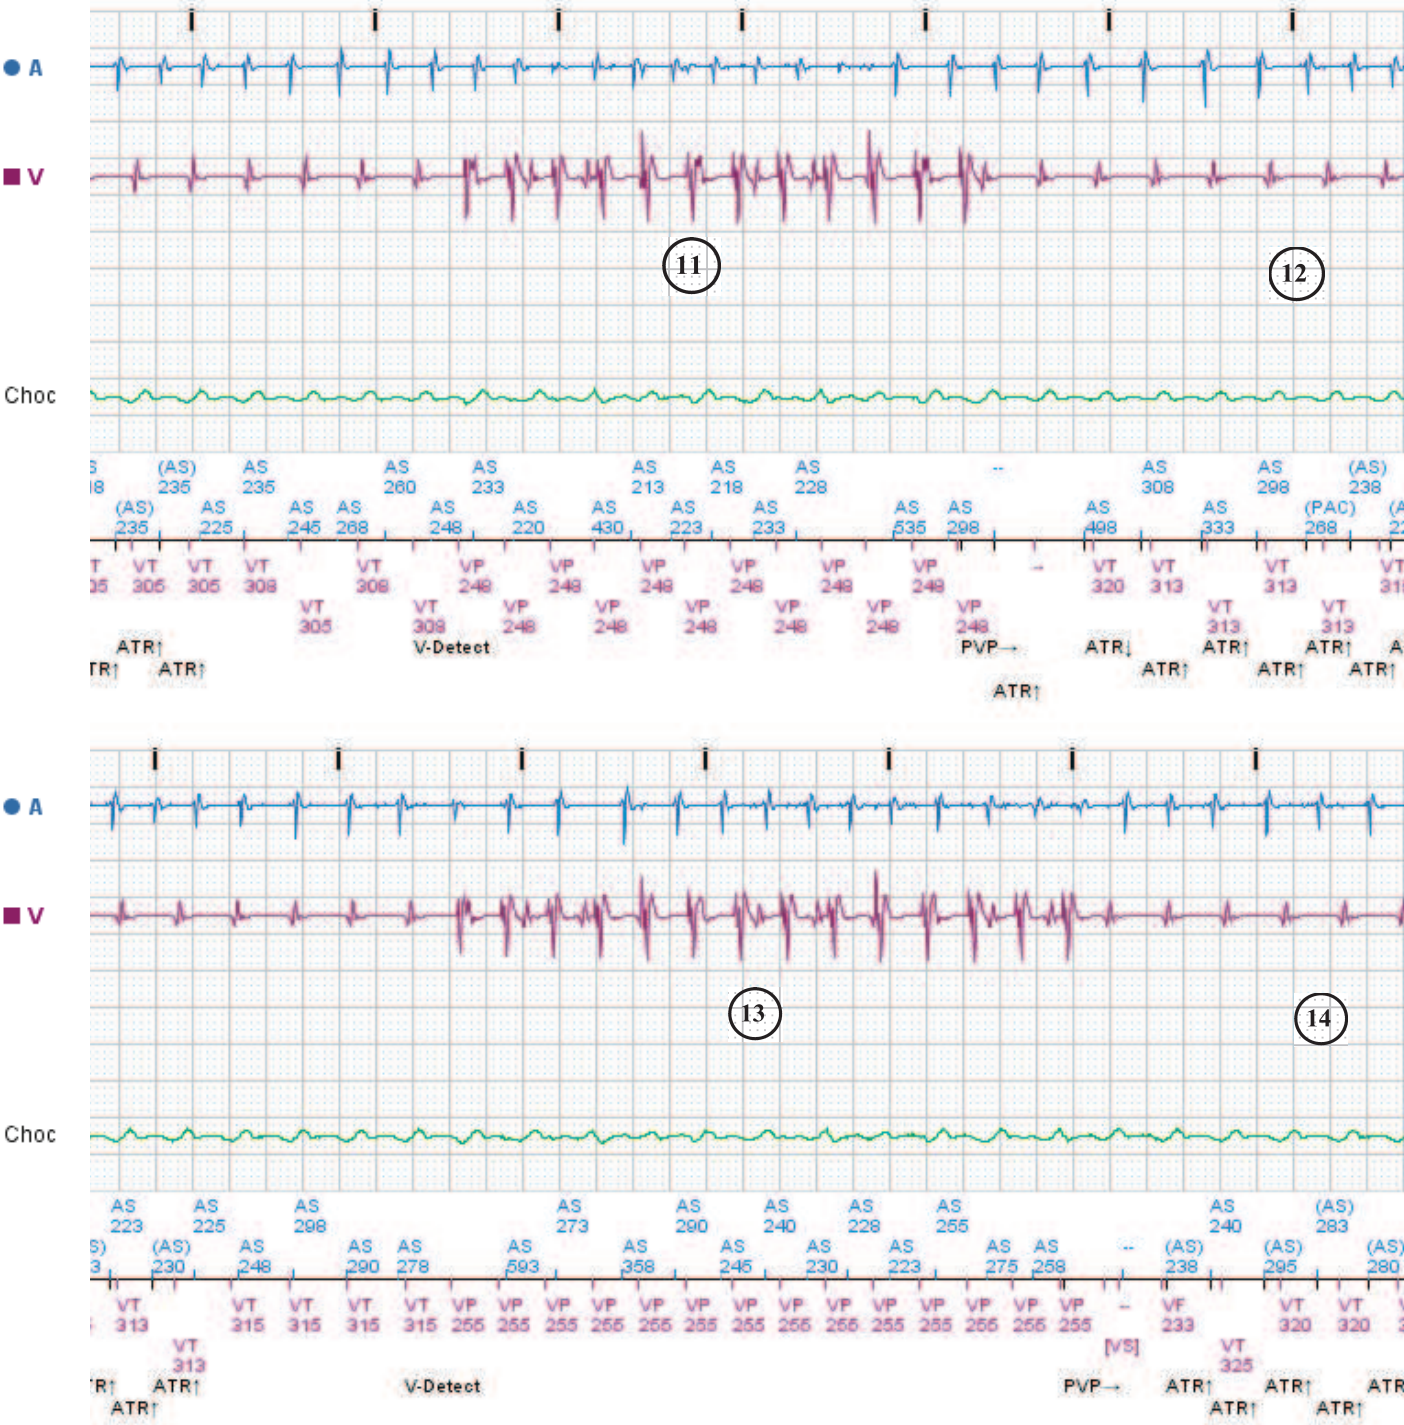 A
V
11
12
Choc
(AS) AS AS AS AS AS AS -- AS AS (AS)
235 235 260 233 213 218 228 308 298 238
(AS) AS AS AS AS AS AS AS AS AS AS AS AS (PAC)
235 225 245 268 248 220 430 223 233 535 298 498 333 268
VT VT VT VT VP VP VP VP VP VP VT VT VT
305 305 308 308 248 248 248 248 248 248 320 313 313
VT VT VP VP VP VP VP VP VT VT
305 308 248 248 248 248 248 248 313 313
ATR↑ V-Detect PVP→ ATR↓ ATR↑ ATR↑
ATR↑ ATR↑ ATR↑ ATR↑
ATR↑
A
V
13
14
Choc
AS AS AS AS AS AS AS AS AS (AS)
223 225 298 273 290 240 228 255 240 283
(AS) AS AS AS AS AS AS AS AS AS AS -- (AS) (AS) (AS)
230 248 290 278 593 358 245 230 223 275 258 238 295 280
VT VT VT VT VT VP VP VP VP VP VP VP VP VP VP VP VP VP VP -- VF VT VT
313 315 315 315 315 255 255 255 255 255 255 255 255 255 255 255 255 255 255 233 320 320
VT [VS] VT
313 325
ATR↑ V-Detect PVP→ ATR↑ ATR↑ ATR
ATR↑ ATR↑ ATR↑